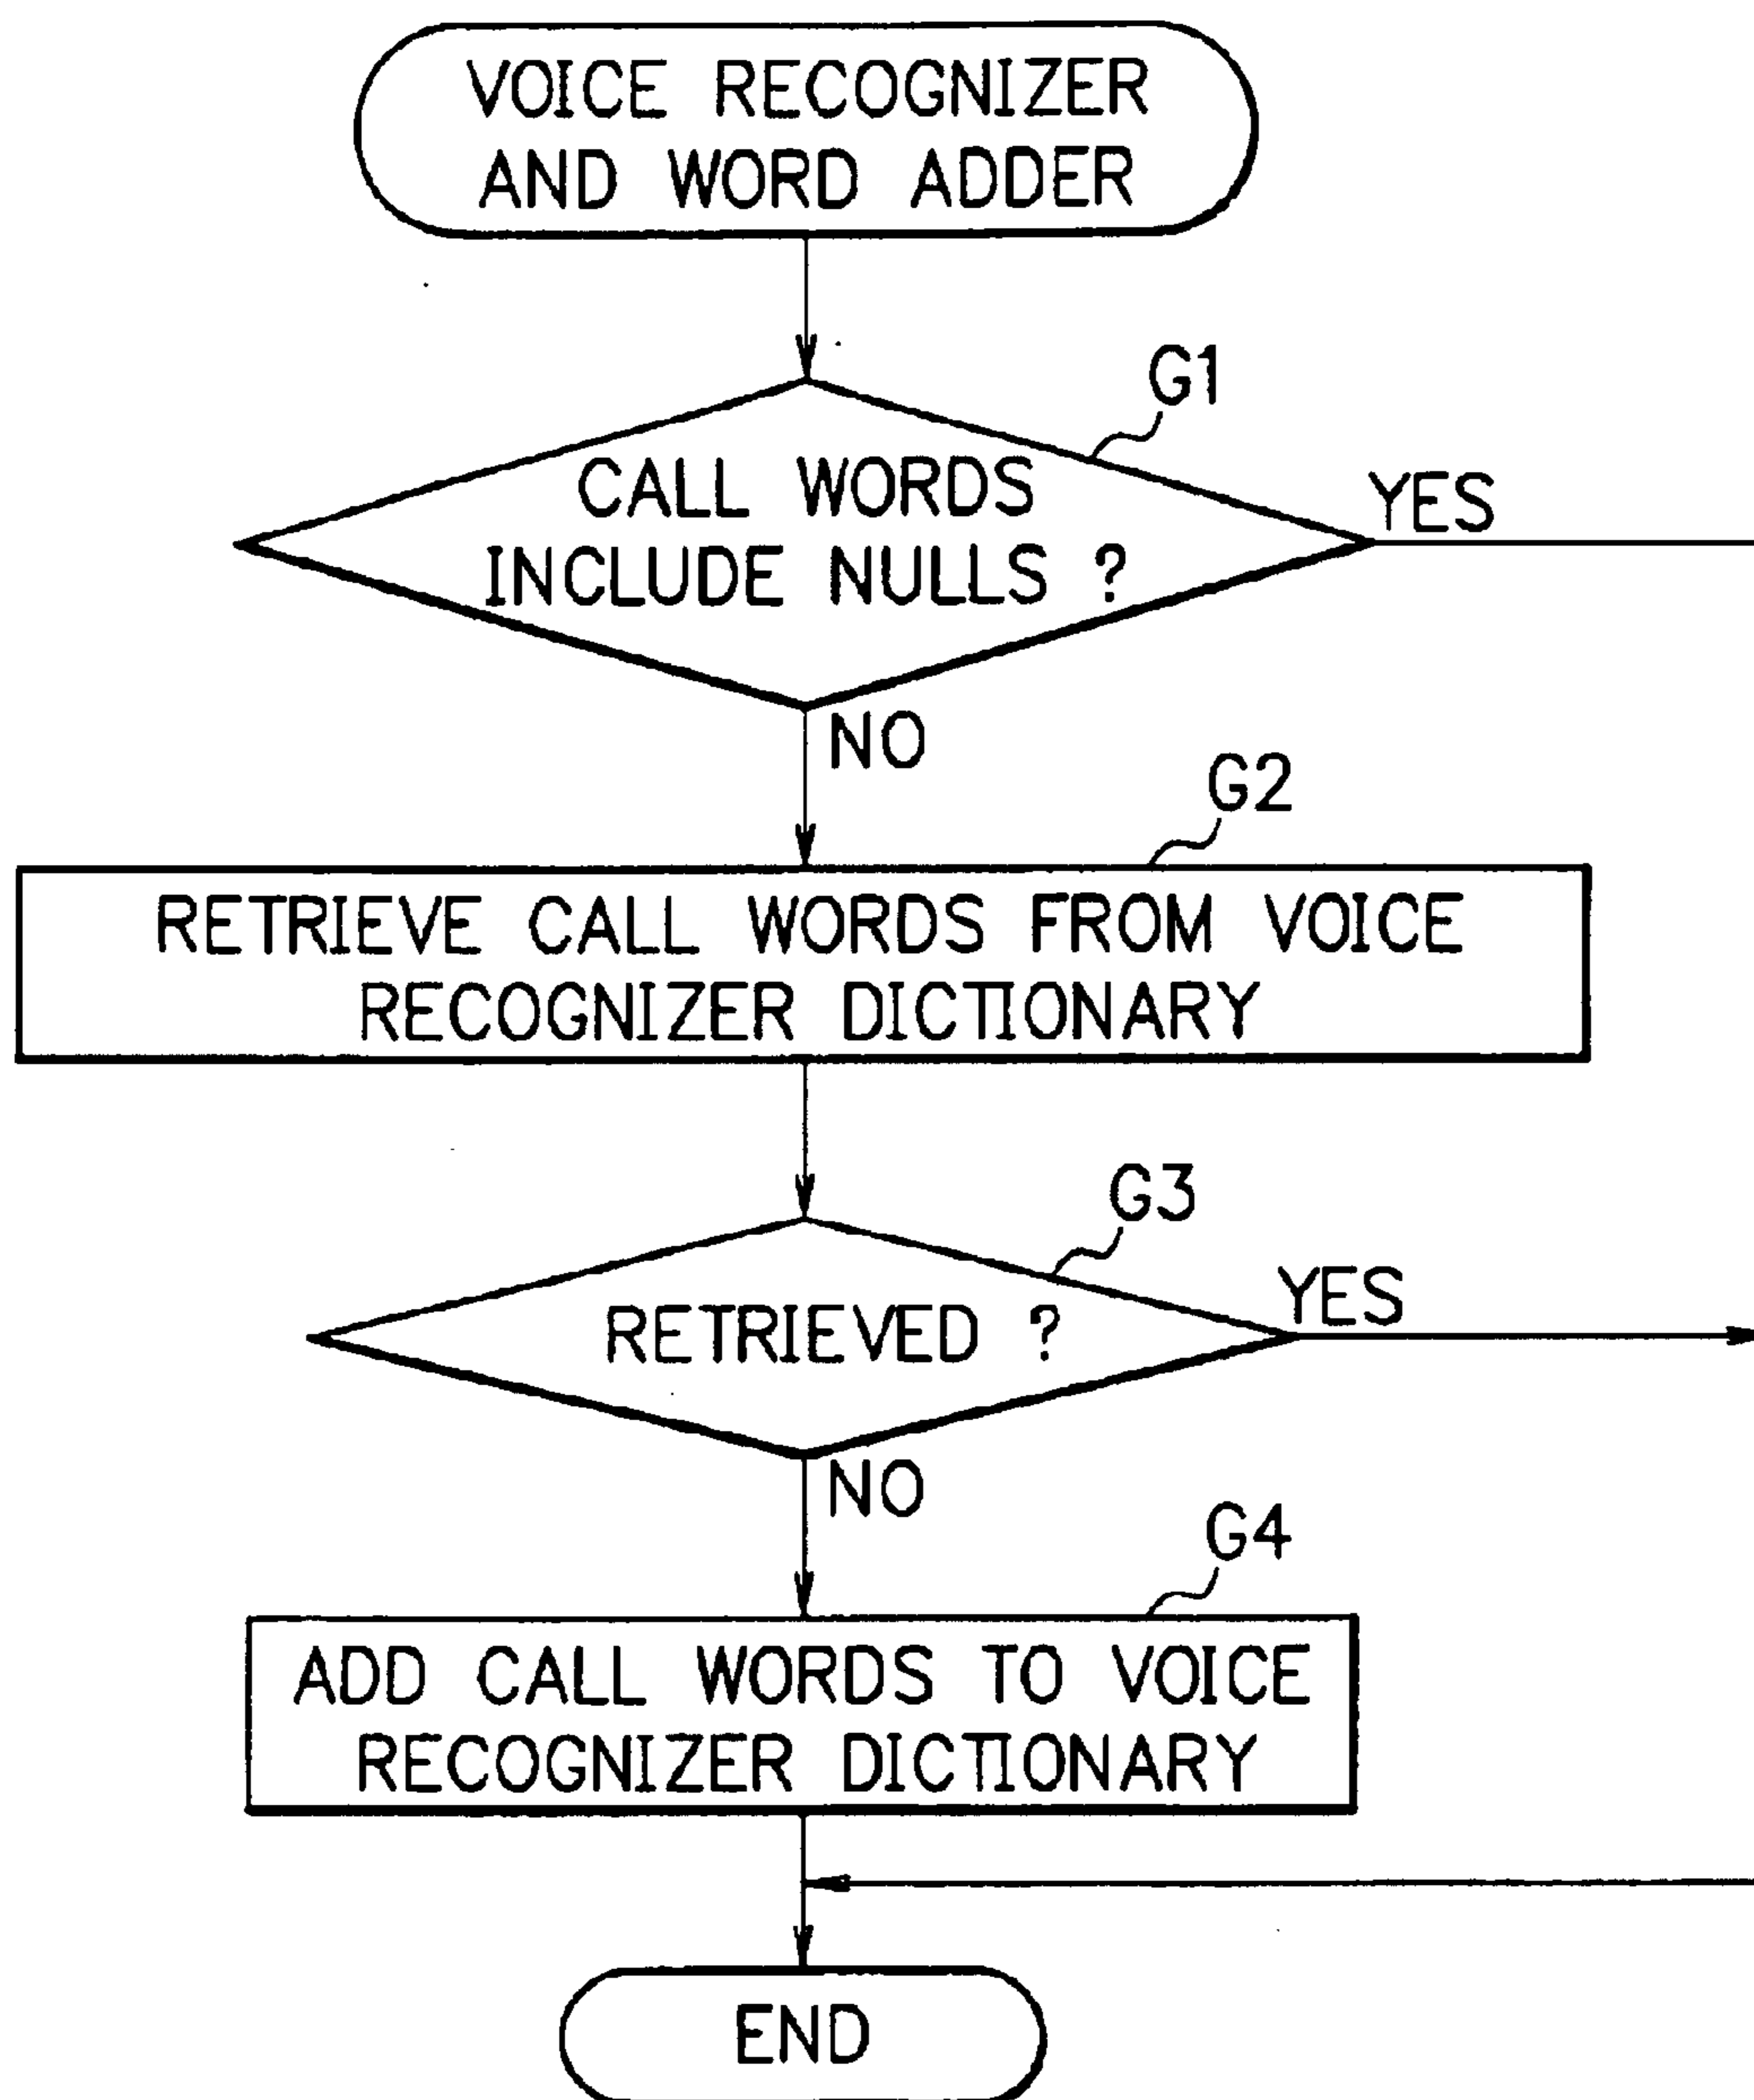 VOICE RECOGNIZER
AND WORD ADDER
G1
CALL WORDS
INCLUDE NULLS ?
YES
NO
G2
RETRIEVE CALL WORDS FROM VOICE
RECOGNIZER DICTIONARY
G3
RETRIEVED ?
YES
NO
G4
ADD CALL WORDS TO VOICE
RECOGNIZER DICTIONARY
END